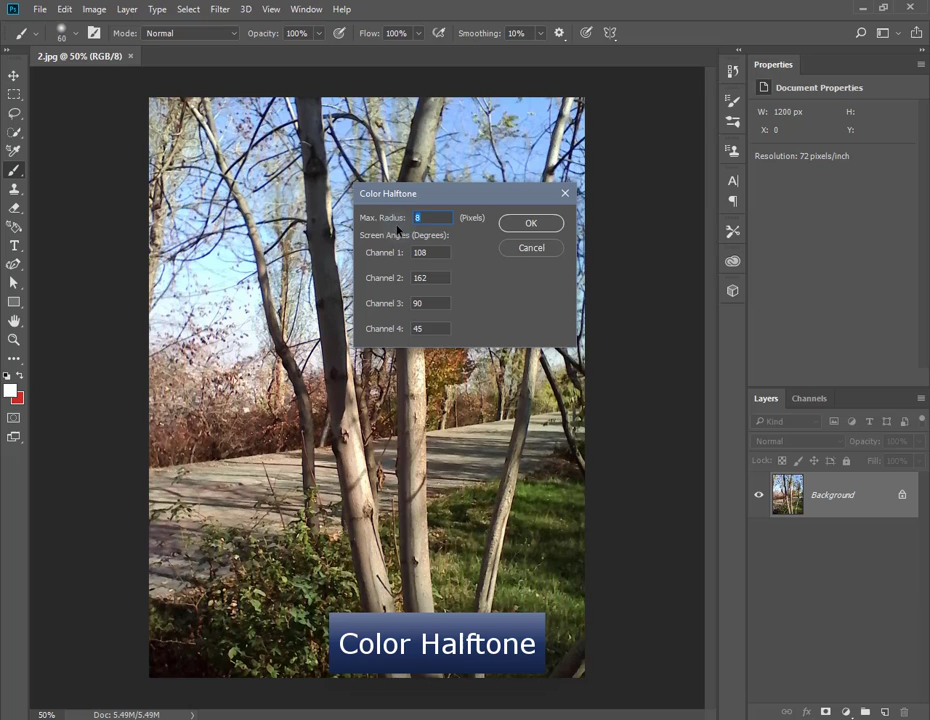 Ps File Edit Image Layer Type Select Filter 3D View Window Help
60 Mode: Normal Opacity: 100% Flow: 100% Smoothing: 10%
2.jpg @ 50% (RGB/8) ×
Properties
Document Properties
W: 1200 px H:
X: 0 Y:
Resolution: 72 pixels/inch
Color Halftone
Max. Radius: 8 (Pixels) OK
Screen Angles (Degrees):
Channel 1: 108 Cancel
Channel 2: 162
Channel 3: 90
Channel 4: 45
Layers Channels
Kind
Normal Opacity: 100%
Lock: Fill: 100%
Background
Color Halftone
50% Doc: 5.49M/5.49M